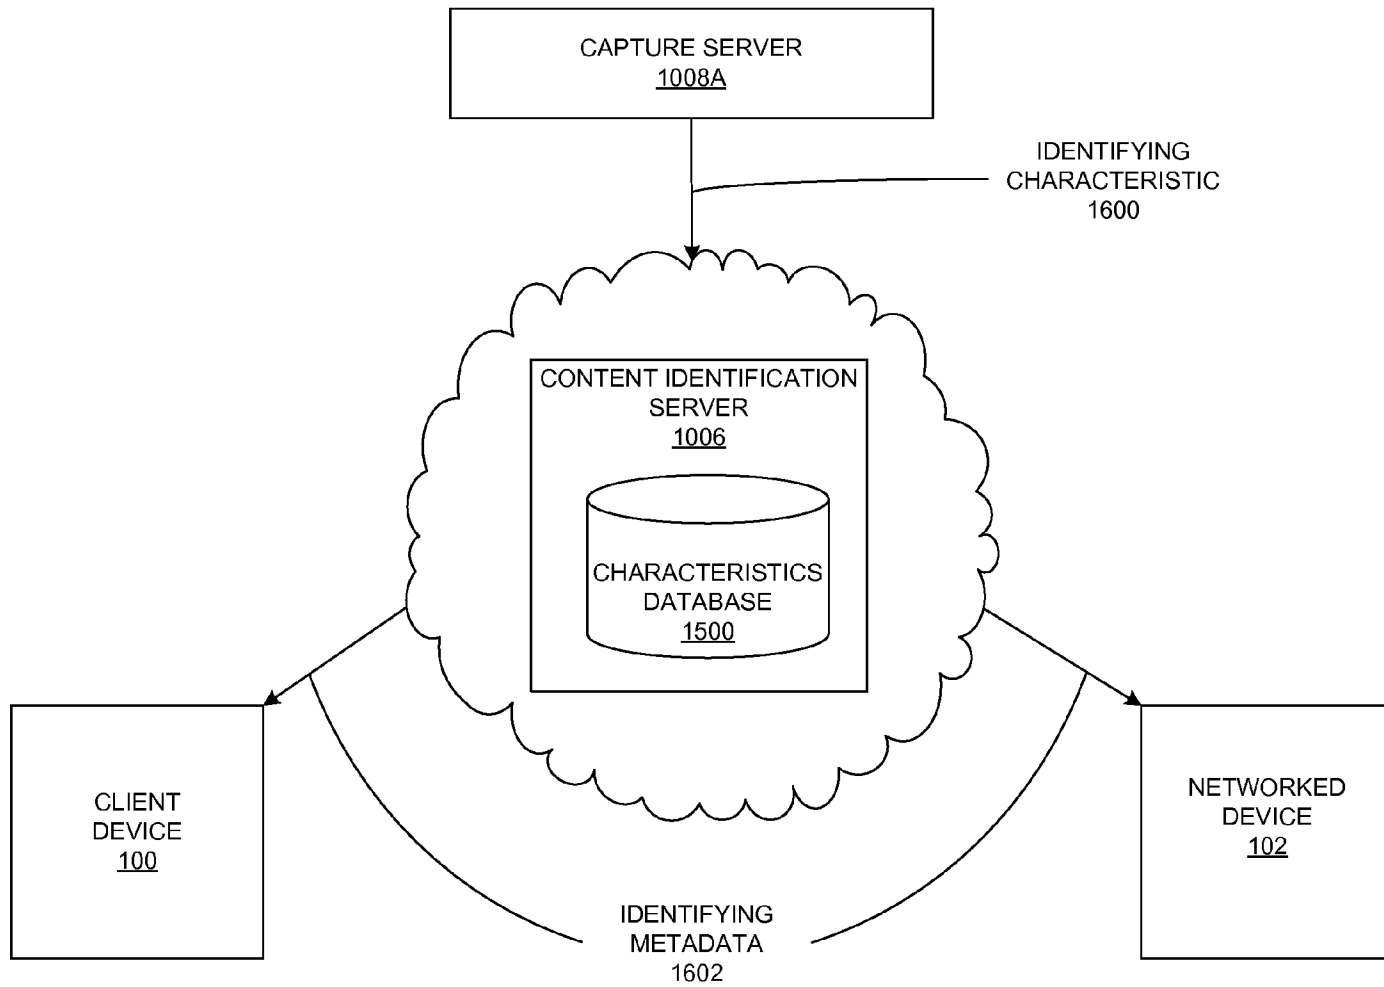 CAPTURE SERVER
1008A
IDENTIFYING
CHARACTERISTIC
1600
CONTENT IDENTIFICATION
SERVER
1006
CHARACTERISTICS
DATABASE
1500
CLIENT
DEVICE
100
NETWORKED
DEVICE
102
IDENTIFYING
METADATA
1602